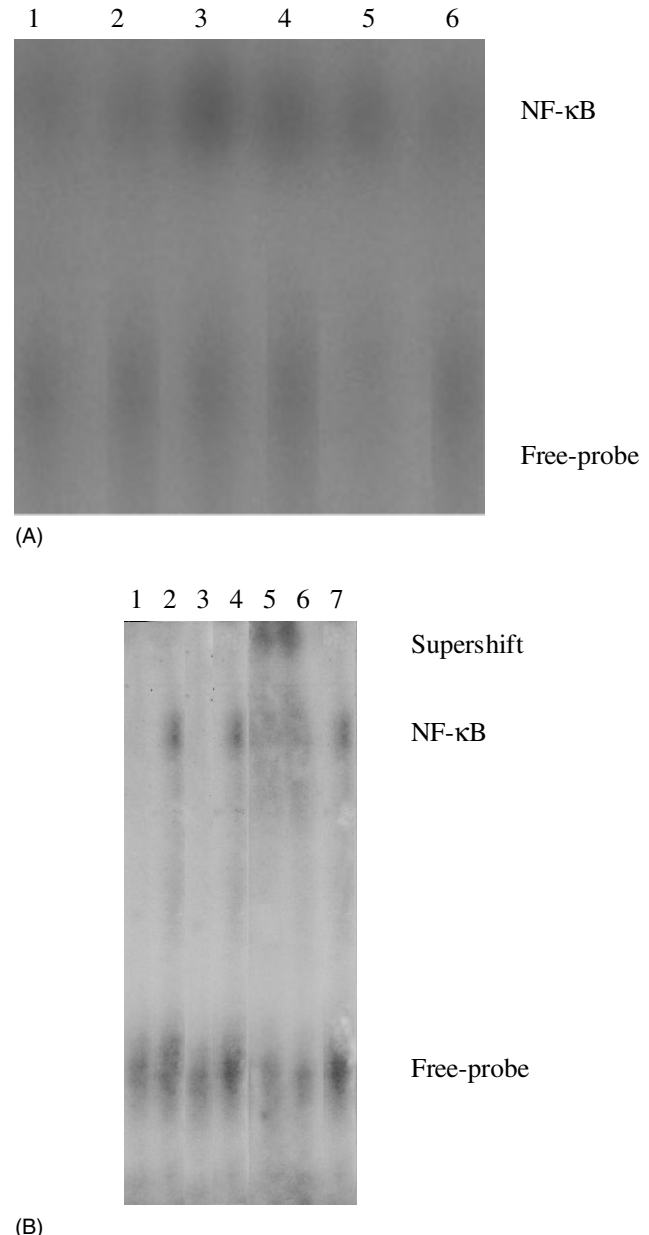 1 2 3 4 5 6
NF-κB
Free-probe
(A)
1 2 3 4 5 6 7
Supershift
NF-κB
Free-probe
(B)